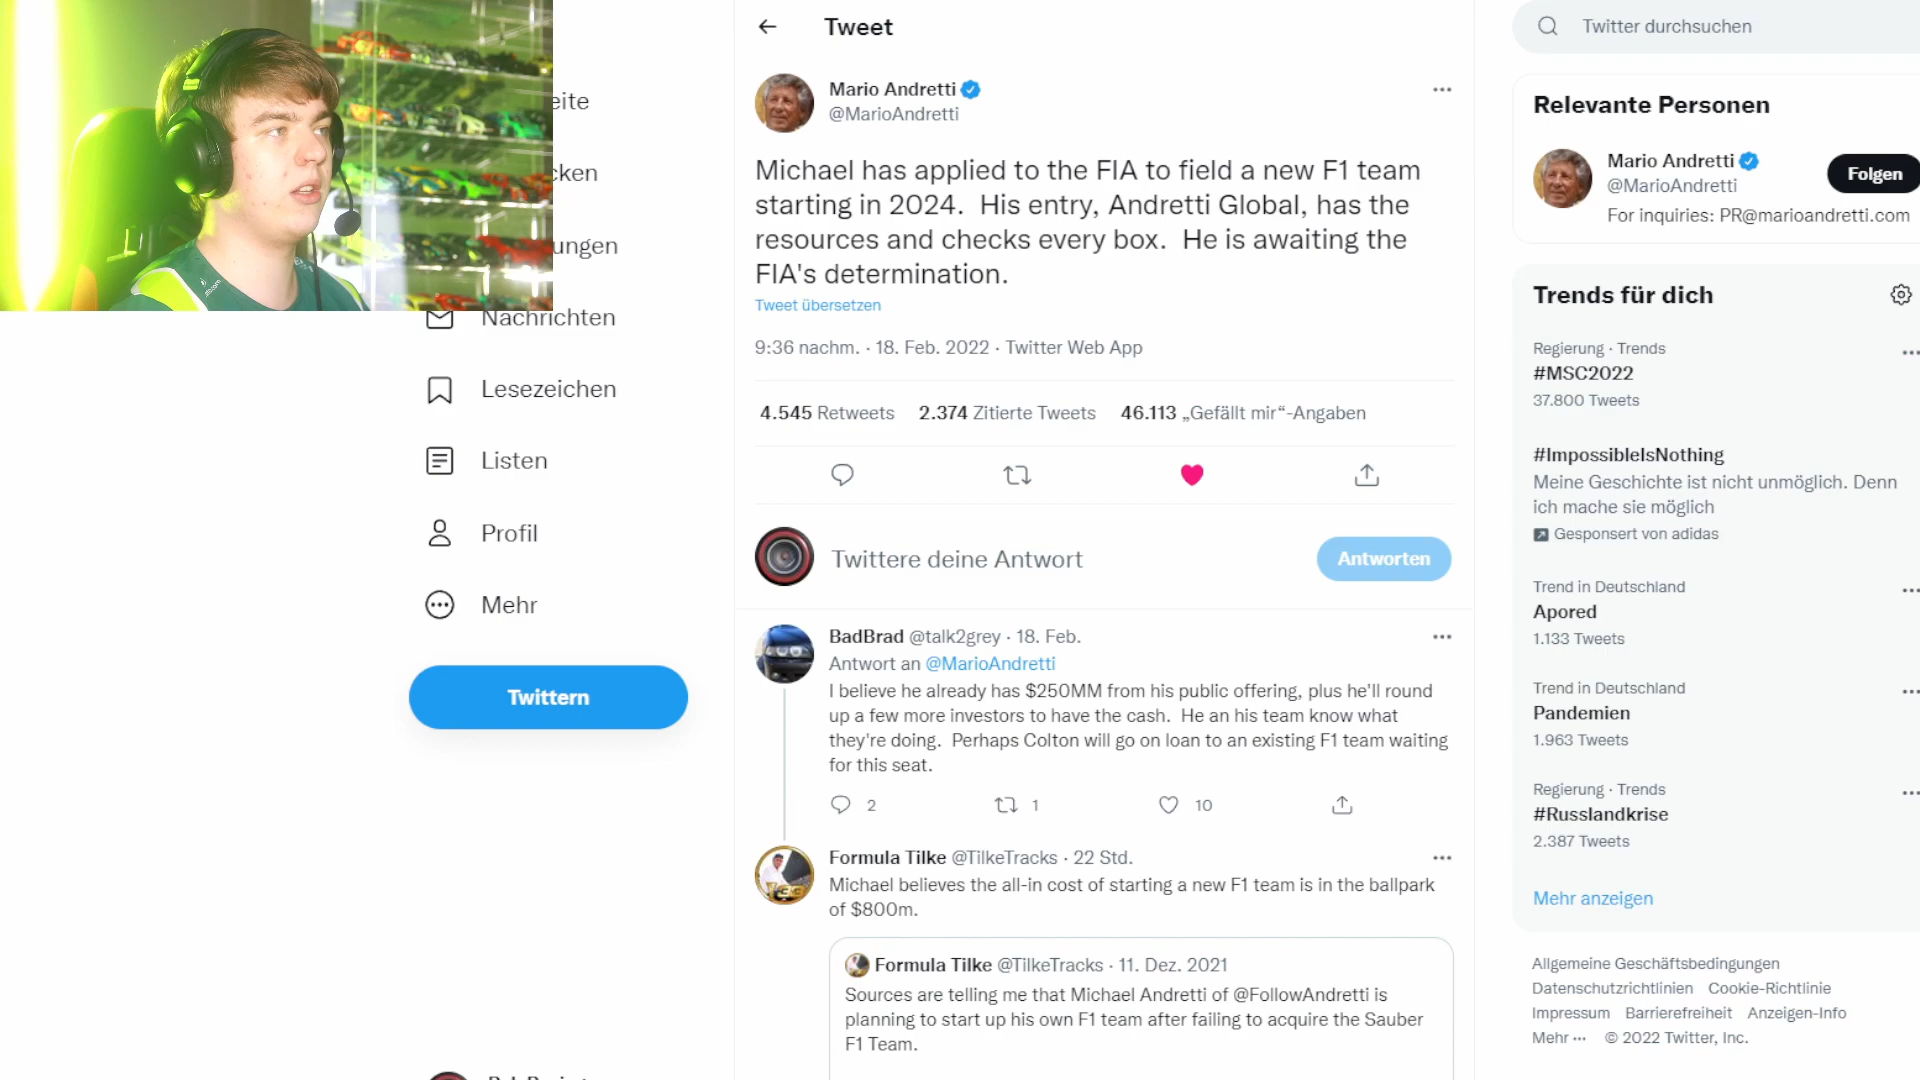 eite
cken
ungen
Nachrichten
Lesezeichen
Listen
Profil
Mehr
Twittern
Tweet
Mario Andretti
@MarioAndretti
Michael has applied to the FIA to field a new F1 team
starting in 2024.  His entry, Andretti Global, has the
resources and checks every box.  He is awaiting the
FIA's determination.
Tweet übersetzen
9:36 nachm. · 18. Feb. 2022 · Twitter Web App
4.545 Retweets 2.374 Zitierte Tweets 46.113 „Gefällt mir“-Angaben
Twittere deine Antwort
Antworten
BadBrad @talk2grey · 18. Feb.
Antwort an @MarioAndretti
I believe he already has $250MM from his public offering, plus he'll round
up a few more investors to have the cash.  He an his team know what
they're doing.  Perhaps Colton will go on loan to an existing F1 team waiting
for this seat.
2 1 10
Formula Tilke @TilkeTracks · 22 Std.
Michael believes the all-in cost of starting a new F1 team is in the ballpark
of $800m.
Formula Tilke @TilkeTracks · 11. Dez. 2021
Sources are telling me that Michael Andretti of @FollowAndretti is
planning to start up his own F1 team after failing to acquire the Sauber
F1 Team.
Twitter durchsuchen
Relevante Personen
Mario Andretti
@MarioAndretti
Folgen
For inquiries: PR@marioandretti.com
Trends für dich
Regierung · Trends
#MSC2022
37.800 Tweets
#ImpossibleIsNothing
Meine Geschichte ist nicht unmöglich. Denn
ich mache sie möglich
Gesponsert von adidas
Trend in Deutschland
Apored
1.133 Tweets
Trend in Deutschland
Pandemien
1.963 Tweets
Regierung · Trends
#Russlandkrise
2.387 Tweets
Mehr anzeigen
Allgemeine Geschäftsbedingungen
Datenschutzrichtlinien Cookie-Richtlinie
Impressum Barrierefreiheit Anzeigen-Info
Mehr ··· © 2022 Twitter, Inc.